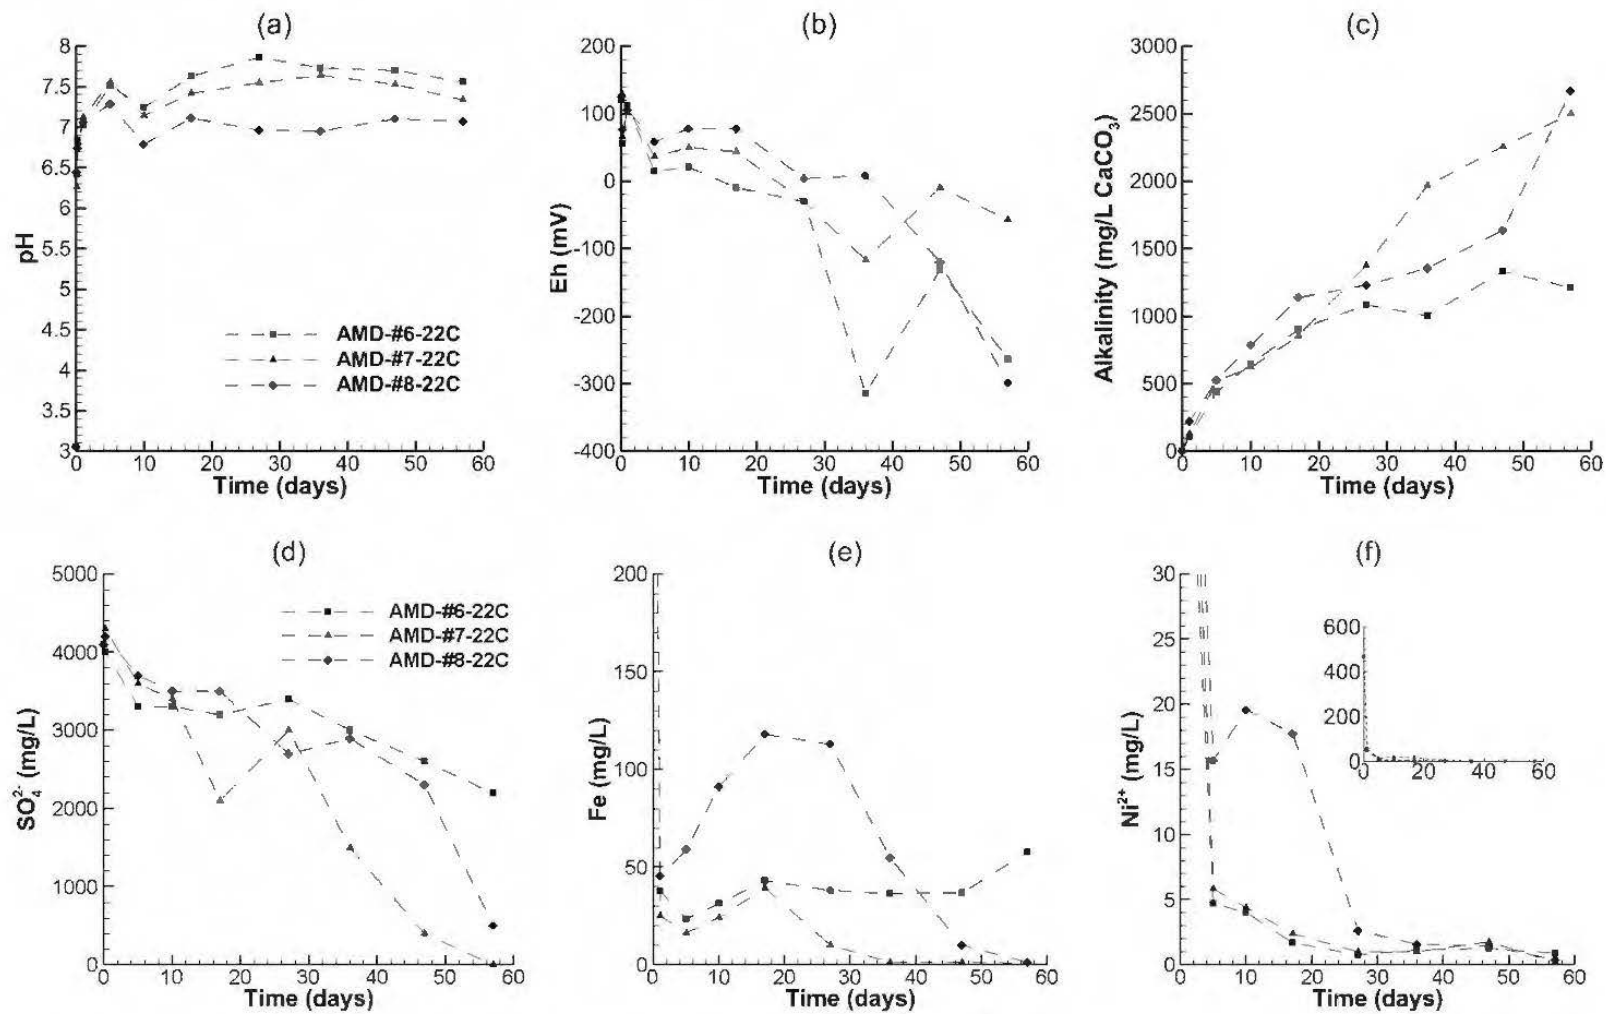 (a)
8
7.5
7
6.5
6
5.5
5
4.5
4
3.5
3
pH
0 10 20 30 40 50 60
Time (days)
AMD-#6-22C
AMD-#7-22C
AMD-#8-22C
(b)
200
100
0
-100
-200
-300
-400
Eh (mV)
0 10 20 30 40 50 60
Time (days)
(c)
3000
2500
2000
1500
1000
500
0
Alkalinity (mg/L CaCO₃)
0 10 20 30 40 50 60
Time (days)
(d)
5000
4000
3000
2000
1000
0
SO₄²⁻ (mg/L)
0 10 20 30 40 50 60
Time (days)
AMD-#6-22C
AMD-#7-22C
AMD-#8-22C
(e)
200
150
100
50
0
Fe (mg/L)
0 10 20 30 40 50 60
Time (days)
(f)
30
25
20
15
10
5
0
Ni²⁺ (mg/L)
0 10 20 30 40 50 60
Time (days)
600
400
200
0
0 20 40 60